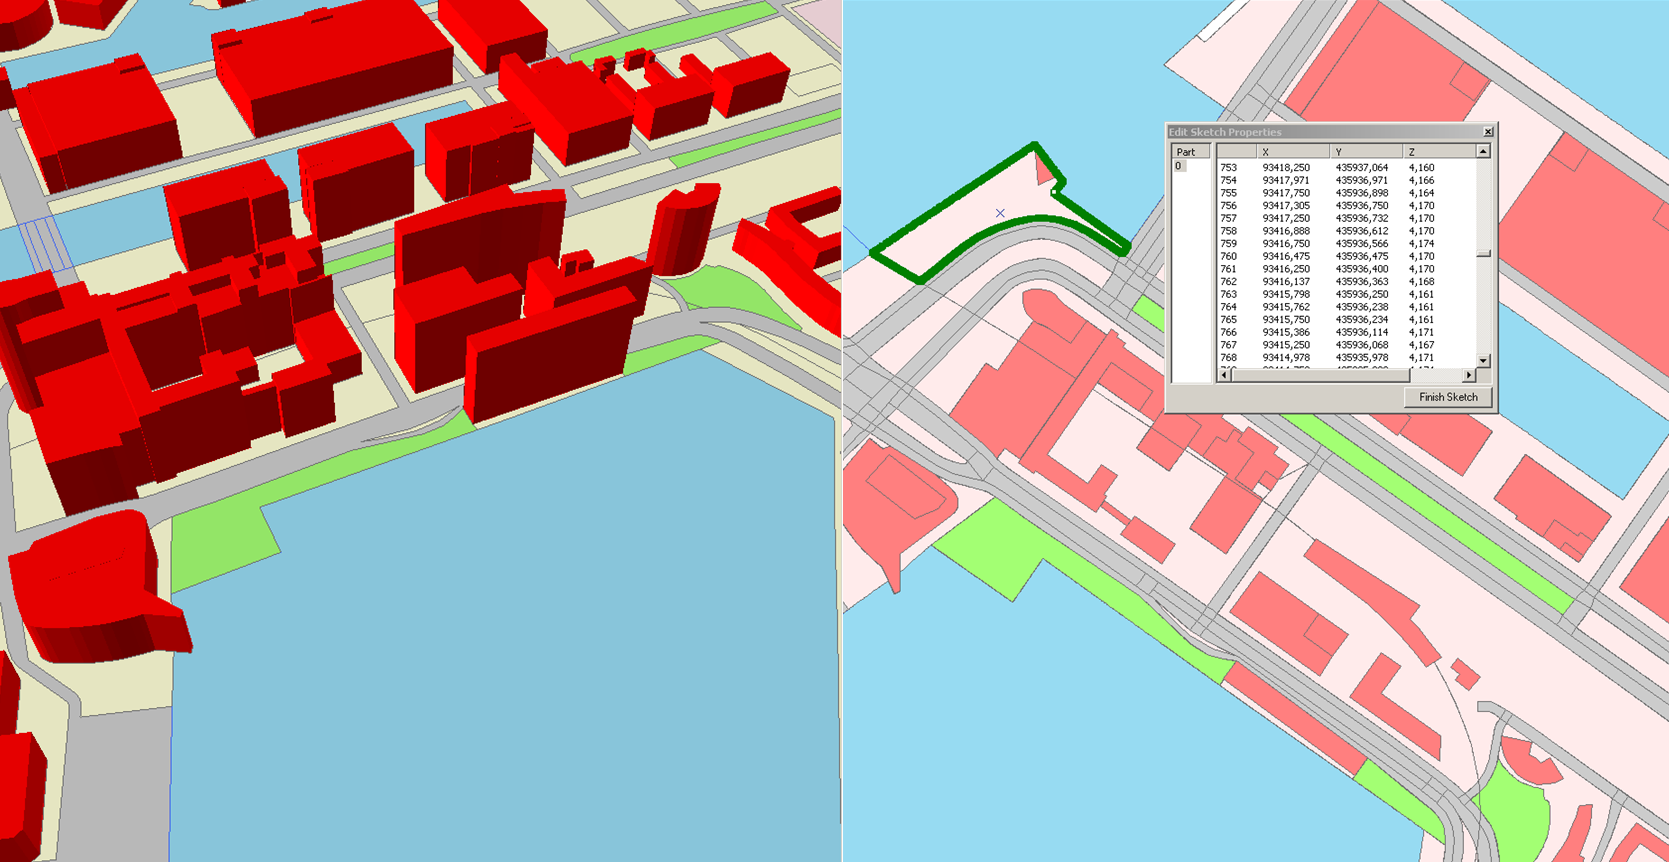 Edit Sketch Properties
Part
0
X Y Z
753 93418,250 435937,064 4,160
754 93417,971 435936,971 4,166
755 93417,750 435936,898 4,164
756 93417,305 435936,750 4,170
757 93417,250 435936,732 4,170
758 93416,888 435936,612 4,170
759 93416,750 435936,566 4,174
760 93416,475 435936,475 4,170
761 93416,250 435936,400 4,170
762 93416,137 435936,363 4,168
763 93415,798 435936,250 4,161
764 93415,762 435936,238 4,161
765 93415,750 435936,234 4,161
766 93415,386 435936,114 4,171
767 93415,250 435936,068 4,167
768 93414,978 435935,978 4,171
Finish Sketch